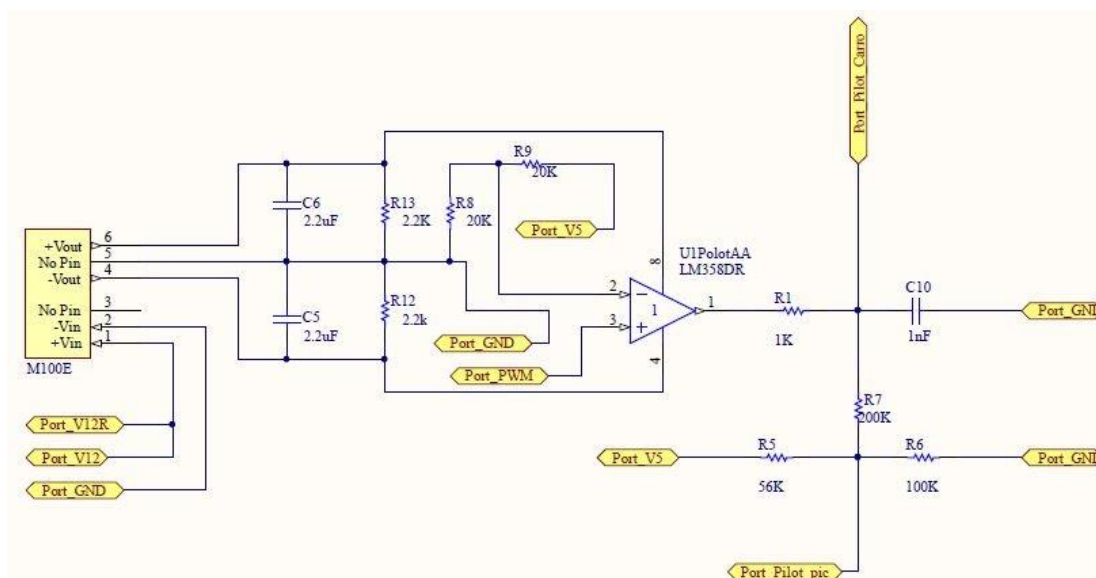 Port_Pilot_Carro
R9
20K
C6
2.2uF
R13
2.2K
R8
20K
Port_V5
6
+Vout
5
No Pin
4
-Vout
3
No Pin
2
-Vin
1
+Vin
M100E
C5
2.2uF
R12
2.2k
Port_GND
Port_PWM
U1PolotAA
LM358DR
8
2
3
1
1
4
R1
1K
C10
1nF
Port_GND
Port_V12R
Port_V12
Port_GND
R7
200K
Port_V5
R5
56K
R6
100K
Port_GND
Port_Pilot_pic